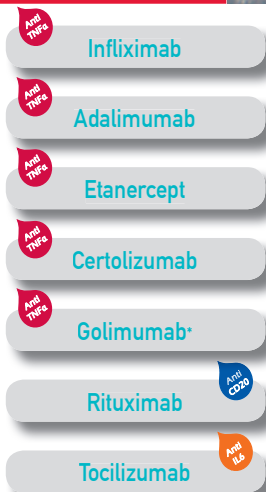 Anti
TNFα
Infliximab
Anti
TNFα
Adalimumab
Anti
TNFα
Etanercept
Anti
TNFα
Certolizumab
Anti
TNFα
Golimumab*
Anti
CD20
Rituximab
Anti
IL6
Tocilizumab